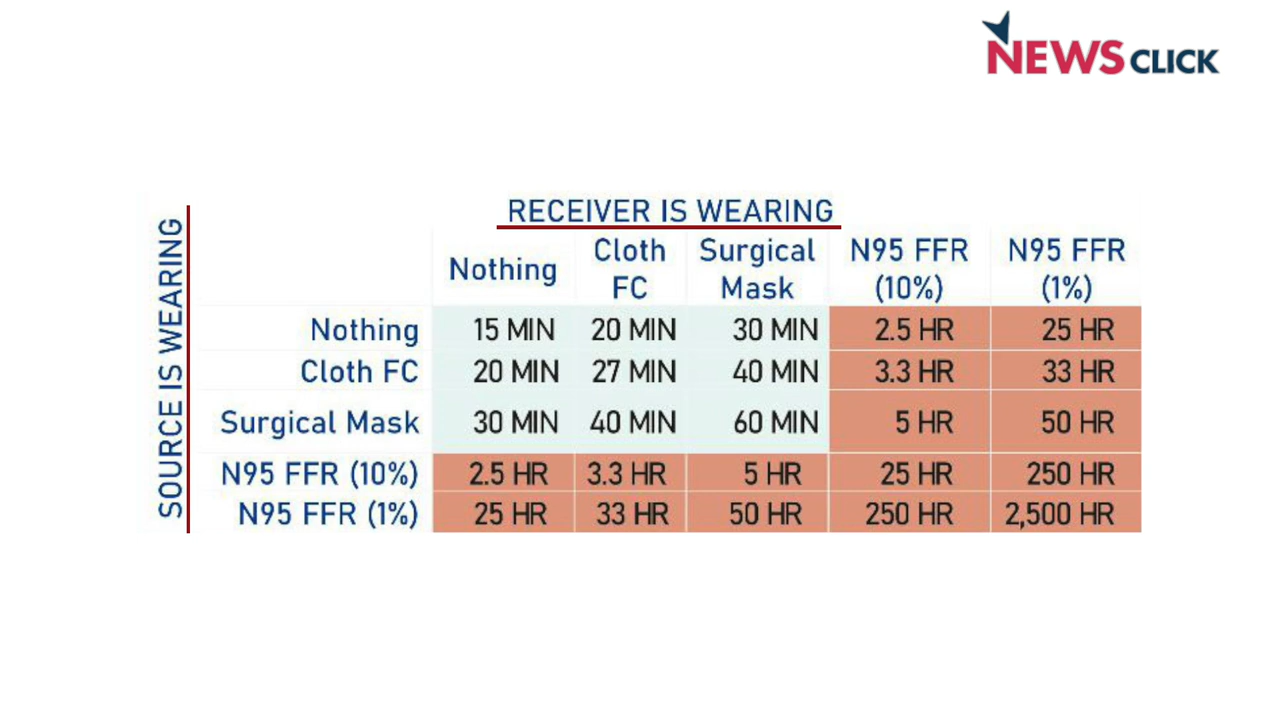 NEWS CLICK
RECEIVER IS WEARING
SOURCE IS WEARING
Nothing Cloth FC Surgical Mask N95 FFR (10%) N95 FFR (1%)
Nothing 15 MIN 20 MIN 30 MIN 2.5 HR 25 HR
Cloth FC 20 MIN 27 MIN 40 MIN 3.3 HR 33 HR
Surgical Mask 30 MIN 40 MIN 60 MIN 5 HR 50 HR
N95 FFR (10%) 2.5 HR 3.3 HR 5 HR 25 HR 250 HR
N95 FFR (1%) 25 HR 33 HR 50 HR 250 HR 2,500 HR